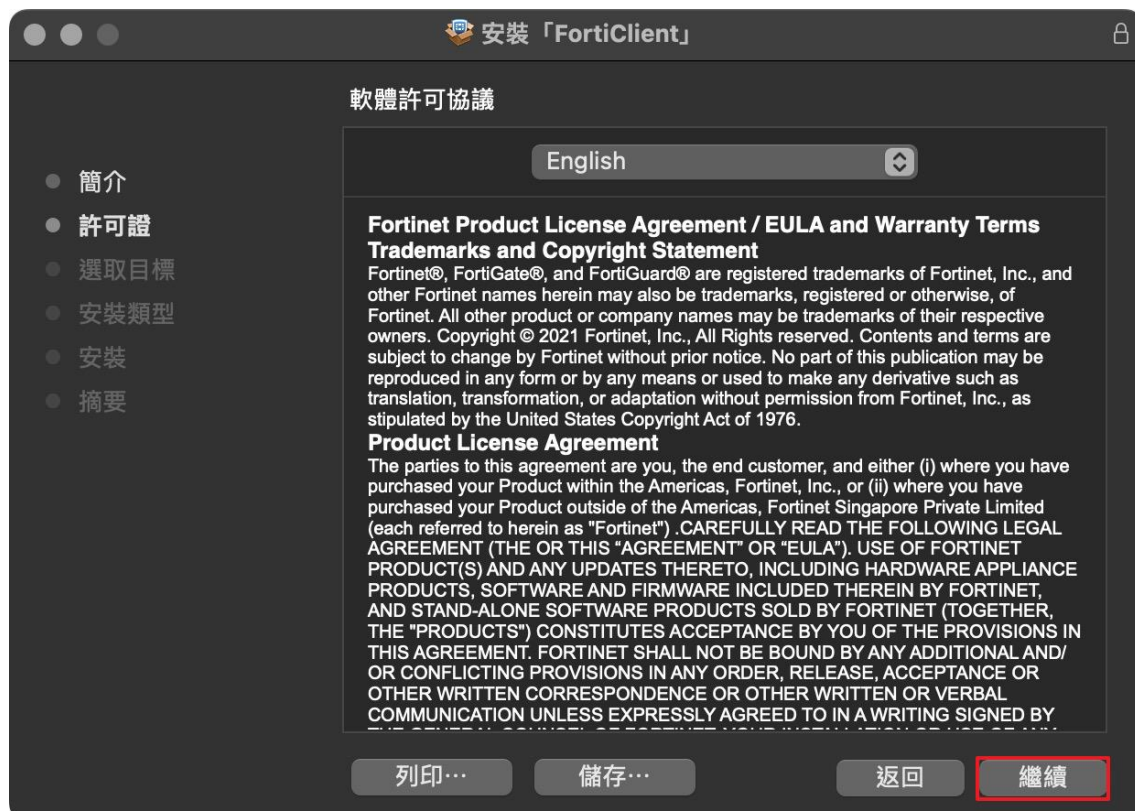 安裝「FortiClient」
軟體許可協議
簡介
許可證
選取目標
安裝類型
安裝
摘要
English
Fortinet Product License Agreement / EULA and Warranty Terms
Trademarks and Copyright Statement
Fortinet®, FortiGate®, and FortiGuard® are registered trademarks of Fortinet, Inc., and
other Fortinet names herein may also be trademarks, registered or otherwise, of
Fortinet. All other product or company names may be trademarks of their respective
owners. Copyright © 2021 Fortinet, Inc., All Rights reserved. Contents and terms are
subject to change by Fortinet without prior notice. No part of this publication may be
reproduced in any form or by any means or used to make any derivative such as
translation, transformation, or adaptation without permission from Fortinet, Inc., as
stipulated by the United States Copyright Act of 1976.
Product License Agreement
The parties to this agreement are you, the end customer, and either (i) where you have
purchased your Product within the Americas, Fortinet, Inc., or (ii) where you have
purchased your Product outside of the Americas, Fortinet Singapore Private Limited
(each referred to herein as "Fortinet") .CAREFULLY READ THE FOLLOWING LEGAL
AGREEMENT (THE OR THIS “AGREEMENT” OR “EULA”). USE OF FORTINET
PRODUCT(S) AND ANY UPDATES THERETO, INCLUDING HARDWARE APPLIANCE
PRODUCTS, SOFTWARE AND FIRMWARE INCLUDED THEREIN BY FORTINET,
AND STAND-ALONE SOFTWARE PRODUCTS SOLD BY FORTINET (TOGETHER,
THE "PRODUCTS") CONSTITUTES ACCEPTANCE BY YOU OF THE PROVISIONS IN
THIS AGREEMENT. FORTINET SHALL NOT BE BOUND BY ANY ADDITIONAL AND/
OR CONFLICTING PROVISIONS IN ANY ORDER, RELEASE, ACCEPTANCE OR
OTHER WRITTEN CORRESPONDENCE OR OTHER WRITTEN OR VERBAL
COMMUNICATION UNLESS EXPRESSLY AGREED TO IN A WRITING SIGNED BY
列印⋯
儲存⋯
返回
繼續